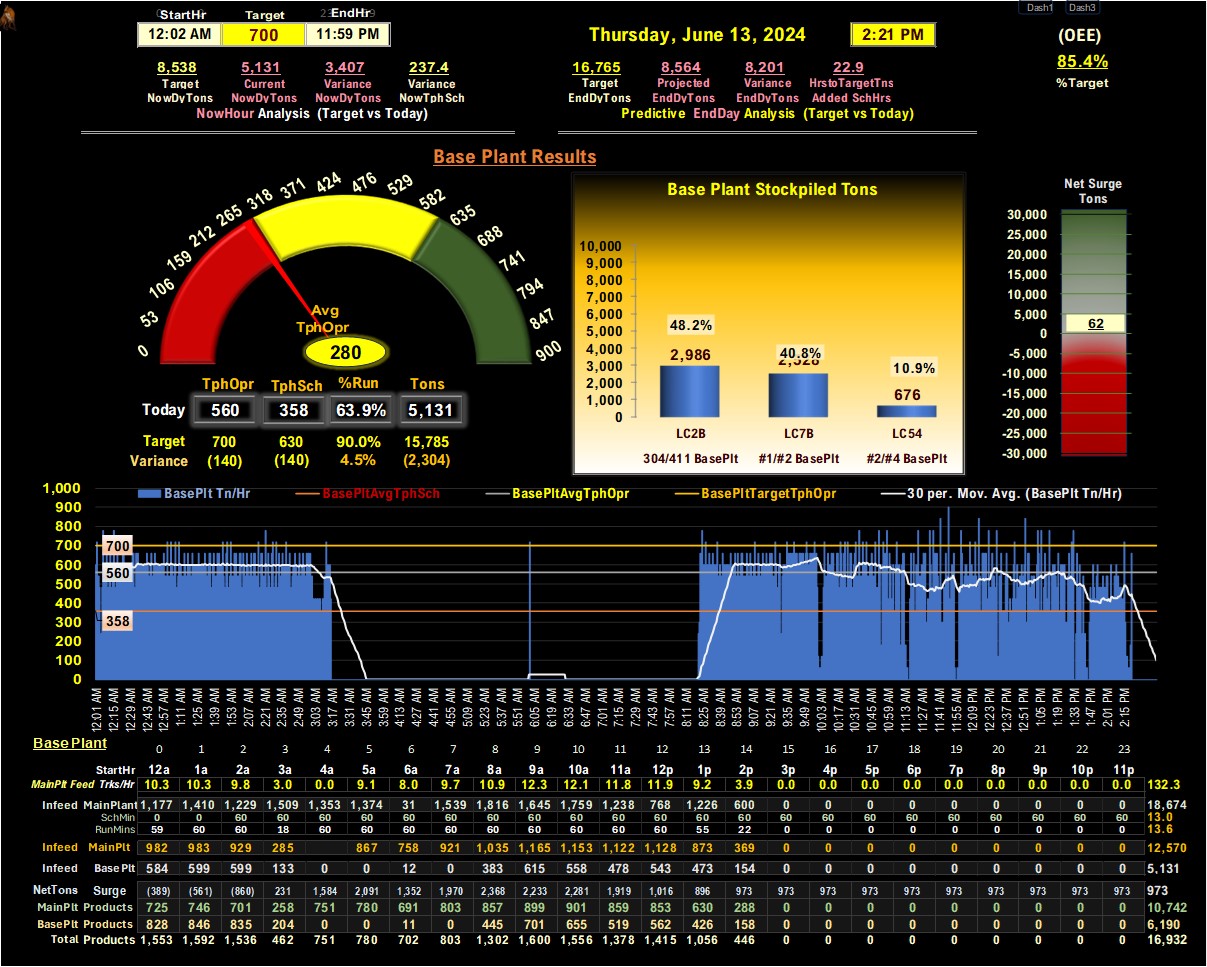 Dash1 Dash3
StartHr Target EndHr
12:02 AM 700 11:59 PM
Thursday, June 13, 2024 2:21 PM
(OEE)
85.4%
%Target
8,538 5,131 3,407 237.4 16,765 8,564 8,201 22.9
Target Current Variance Variance Target Projected Variance HrstoTargetTns
NowDyTons NowDyTons NowDyTons NowTphSch EndDyTons EndDyTons EndDyTons Added SchHrs
NowHour Analysis (Target vs Today) Predictive EndDay Analysis (Target vs Today)
Base Plant Results
0 53 106 159 212 265 318 371 424 476 529 582 635 688 741 794 847 900
Avg
TphOpr
280
TphOpr TphSch %Run Tons
Today 560 358 63.9% 5,131
Target 700 630 90.0% 15,785
Variance (140) (140) 4.5% (2,304)
Base Plant Stockpiled Tons
10,000
9,000
8,000
7,000
6,000
5,000
4,000
3,000
2,000
1,000
0
48.2% 40.8% 10.9%
2,986 676
LC2B LC7B LC54
304/411 BasePlt #1/#2 BasePlt #2/#4 BasePlt
Net Surge
Tons
30,000
25,000
20,000
15,000
10,000
5,000
0
-5,000
-10,000
-15,000
-20,000
-25,000
-30,000
62
BasePlt Tn/Hr BasePltAvgTphSch BasePltAvgTphOpr BasePltTargetTphOpr 30 per. Mov. Avg. (BasePlt Tn/Hr)
1,000
900
800
700
600
500
400
300
200
100
0
700
560
358
12:01 AM 12:15 AM 12:29 AM 12:43 AM 12:57 AM 1:11 AM 1:25 AM 1:39 AM 1:53 AM 2:07 AM 2:21 AM 2:35 AM 2:49 AM 3:03 AM 3:17 AM 3:31 AM 3:45 AM 3:59 AM 4:13 AM 4:27 AM 4:41 AM 4:55 AM 5:09 AM 5:23 AM 5:37 AM 5:51 AM 6:05 AM 6:19 AM 6:33 AM 6:47 AM 7:01 AM 7:15 AM 7:29 AM 7:43 AM 7:57 AM 8:11 AM 8:25 AM 8:39 AM 8:53 AM 9:07 AM 9:21 AM 9:35 AM 9:49 AM 10:03 AM 10:17 AM 10:31 AM 10:45 AM 10:59 AM 11:13 AM 11:27 AM 11:41 AM 11:55 AM 12:09 PM 12:23 PM 12:37 PM 12:51 PM 1:05 PM 1:19 PM 1:33 PM 1:47 PM 2:01 PM 2:15 PM
Base Plant 0 1 2 3 4 5 6 7 8 9 10 11 12 13 14 15 16 17 18 19 20 21 22 23
StartHr 12a 1a 2a 3a 4a 5a 6a 7a 8a 9a 10a 11a 12p 1p 2p 3p 4p 5p 6p 7p 8p 9p 10p 11p
MainPlt Feed Trks/Hr 10.3 10.3 9.8 3.0 0.0 9.1 8.0 9.7 10.9 12.3 12.1 11.8 11.9 9.2 3.9 0.0 0.0 0.0 0.0 0.0 0.0 0.0 0.0 0.0 132.3
Infeed MainPlant 1,177 1,410 1,229 1,509 1,353 1,374 31 1,539 1,816 1,645 1,759 1,238 768 1,226 600 0 0 0 0 0 0 0 0 0 18,674
SchMin 0 0 60 60 60 60 60 60 60 60 60 60 60 60 60 60 60 60 60 60 60 60 60 60 13.0
RunMins 59 60 60 18 0 0 0 0 60 60 60 60 60 55 22 0 0 0 0 0 0 0 0 0 13.6
Infeed MainPlt 982 983 929 285 867 758 921 1,035 1,165 1,153 1,122 1,128 873 369 0 0 0 0 0 0 0 0 0 12,570
Infeed BasePlt 584 599 599 133 0 0 12 0 383 615 558 478 543 473 154 0 0 0 0 0 0 0 0 0 5,131
NetTons Surge (389) (561) (860) 231 1,584 2,091 1,352 1,970 2,368 2,233 2,281 1,919 1,016 896 973 973 973 973 973 973 973 973 973 973 973
MainPlt Products 725 746 701 258 751 780 691 803 857 899 901 859 853 630 288 0 0 0 0 0 0 0 0 0 10,742
BasePlt Products 828 846 835 204 0 0 11 0 445 701 655 519 562 426 158 0 0 0 0 0 0 0 0 0 6,190
Total Products 1,553 1,592 1,536 462 751 780 702 803 1,302 1,600 1,556 1,378 1,415 1,056 446 0 0 0 0 0 0 0 0 0 16,932